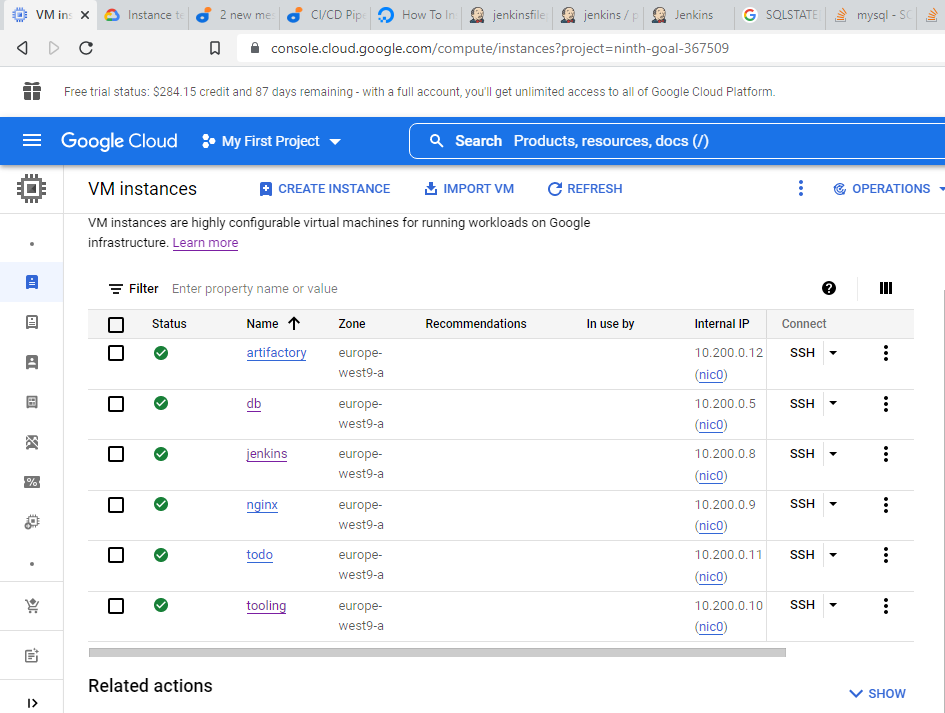 VM ins
Instance te
2 new mes
CI/CD Pip
How To In
jenkinsfile
jenkins / p
Jenkins
SQLSTATE
mysql - SQ
console.cloud.google.com/compute/instances?project=ninth-goal-367509
Free trial status: $284.15 credit and 87 days remaining - with a full account, you'll get unlimited access to all of Google Cloud Platform.
Google Cloud My First Project Search Products, resources, docs (/)
VM instances CREATE INSTANCE IMPORT VM REFRESH OPERATIONS
VM instances are highly configurable virtual machines for running workloads on Google
infrastructure. Learn more
Filter Enter property name or value
Status Name Zone Recommendations In use by Internal IP Connect
artifactory europe- 10.200.0.12 SSH
west9-a (nic0)
db europe- 10.200.0.5 SSH
west9-a (nic0)
jenkins europe- 10.200.0.8 SSH
west9-a (nic0)
nginx europe- 10.200.0.9 SSH
west9-a (nic0)
todo europe- 10.200.0.11 SSH
west9-a (nic0)
tooling europe- 10.200.0.10 SSH
west9-a (nic0)
Related actions
SHOW